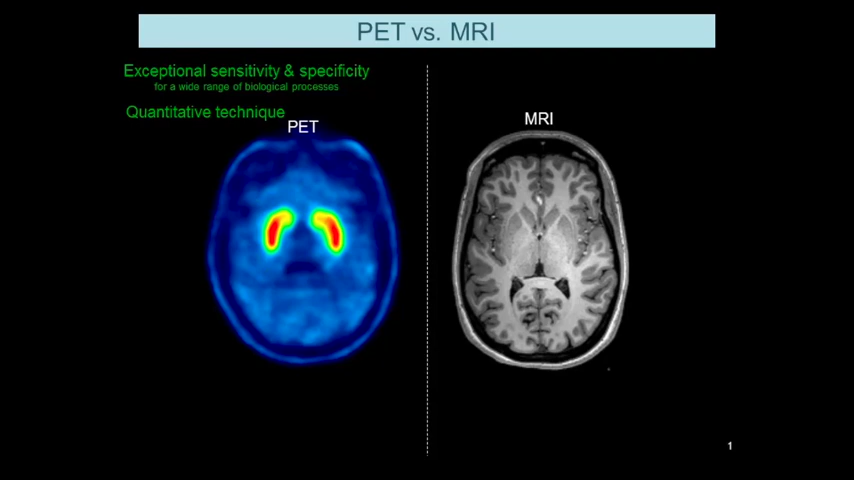 PET vs. MRI
Exceptional sensitivity & specificity
for a wide range of biological processes
Quantitative technique
PET
MRI
1